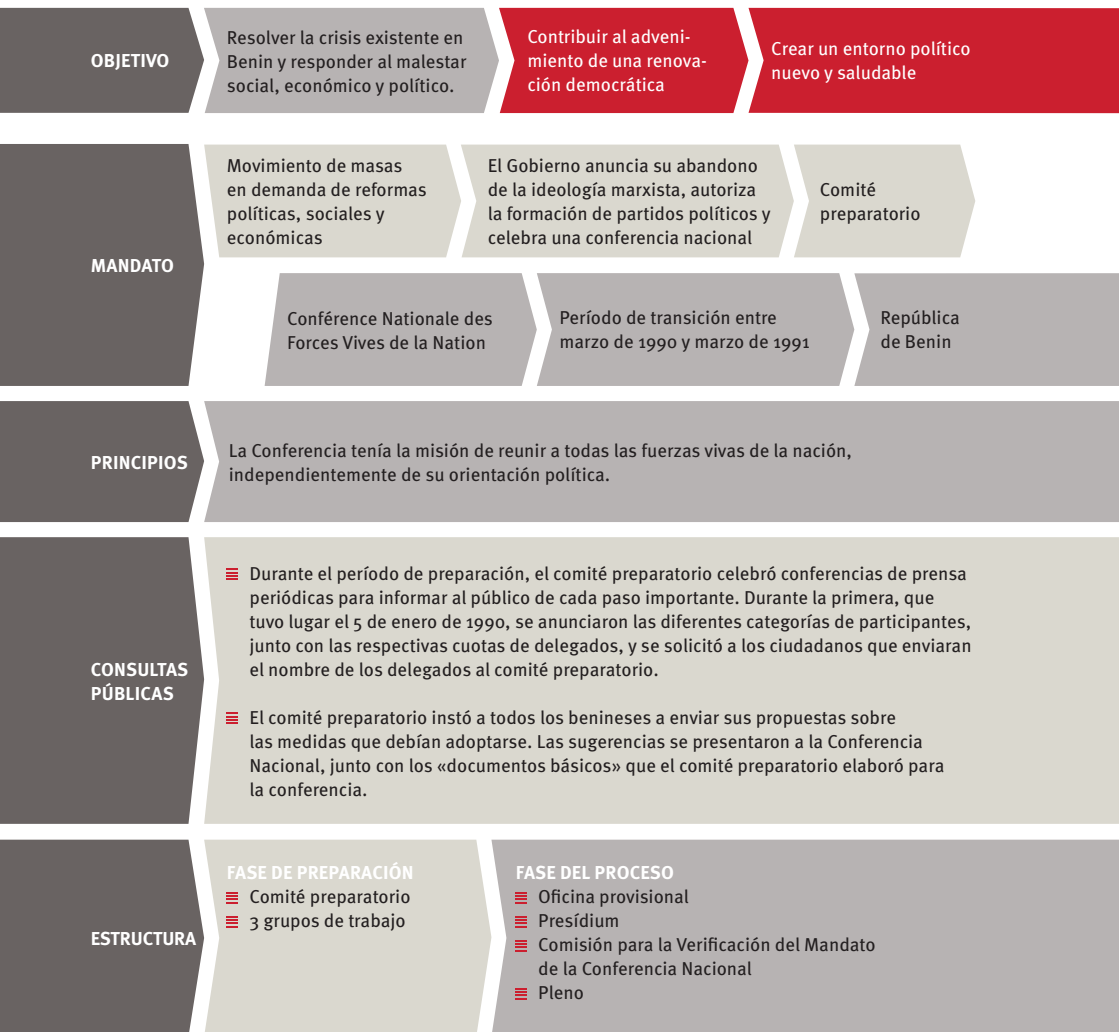 OBJETIVO
Resolver la crisis existente en
Benin y responder al malestar
social, económico y político.
Contribuir al adveni-
miento de una renova-
ción democrática
Crear un entorno político
nuevo y saludable
MANDATO
Movimiento de masas
en demanda de reformas
políticas, sociales y
económicas
El Gobierno anuncia su abandono
de la ideología marxista, autoriza
la formación de partidos políticos y
celebra una conferencia nacional
Comité
preparatorio
Conférence Nationale des
Forces Vives de la Nation
Período de transición entre
marzo de 1990 y marzo de 1991
República
de Benin
PRINCIPIOS
La Conferencia tenía la misión de reunir a todas las fuerzas vivas de la nación,
independientemente de su orientación política.
CONSULTAS
PÚBLICAS
Durante el período de preparación, el comité preparatorio celebró conferencias de prensa
periódicas para informar al público de cada paso importante. Durante la primera, que
tuvo lugar el 5 de enero de 1990, se anunciaron las diferentes categorías de participantes,
junto con las respectivas cuotas de delegados, y se solicitó a los ciudadanos que enviaran
el nombre de los delegados al comité preparatorio.
El comité preparatorio instó a todos los benineses a enviar sus propuestas sobre
las medidas que debían adoptarse. Las sugerencias se presentaron a la Conferencia
Nacional, junto con los «documentos básicos» que el comité preparatorio elaboró para
la conferencia.
ESTRUCTURA
FASE DE PREPARACIÓN
Comité preparatorio
3 grupos de trabajo
FASE DEL PROCESO
Oficina provisional
Presídium
Comisión para la Verificación del Mandato
de la Conferencia Nacional
Pleno